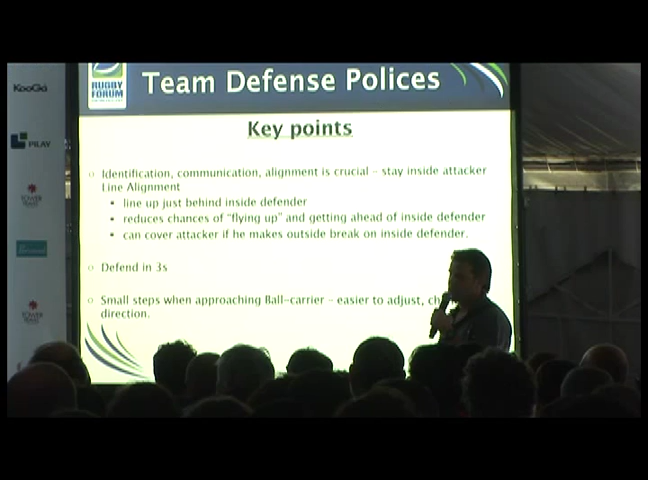 KooGa
PILAV
RUGBY
FORUM
Team Defense Polices
Key points
Identification, communication, alignment is crucial – stay inside attacker
Line Alignment
line up just behind inside defender
reduces chances of "flying up" and getting ahead of inside defender
can cover attacker if he makes outside break on inside defender.
Defend in 3s
Small steps when approaching Ball-carrier – easier to adjust,
direction.